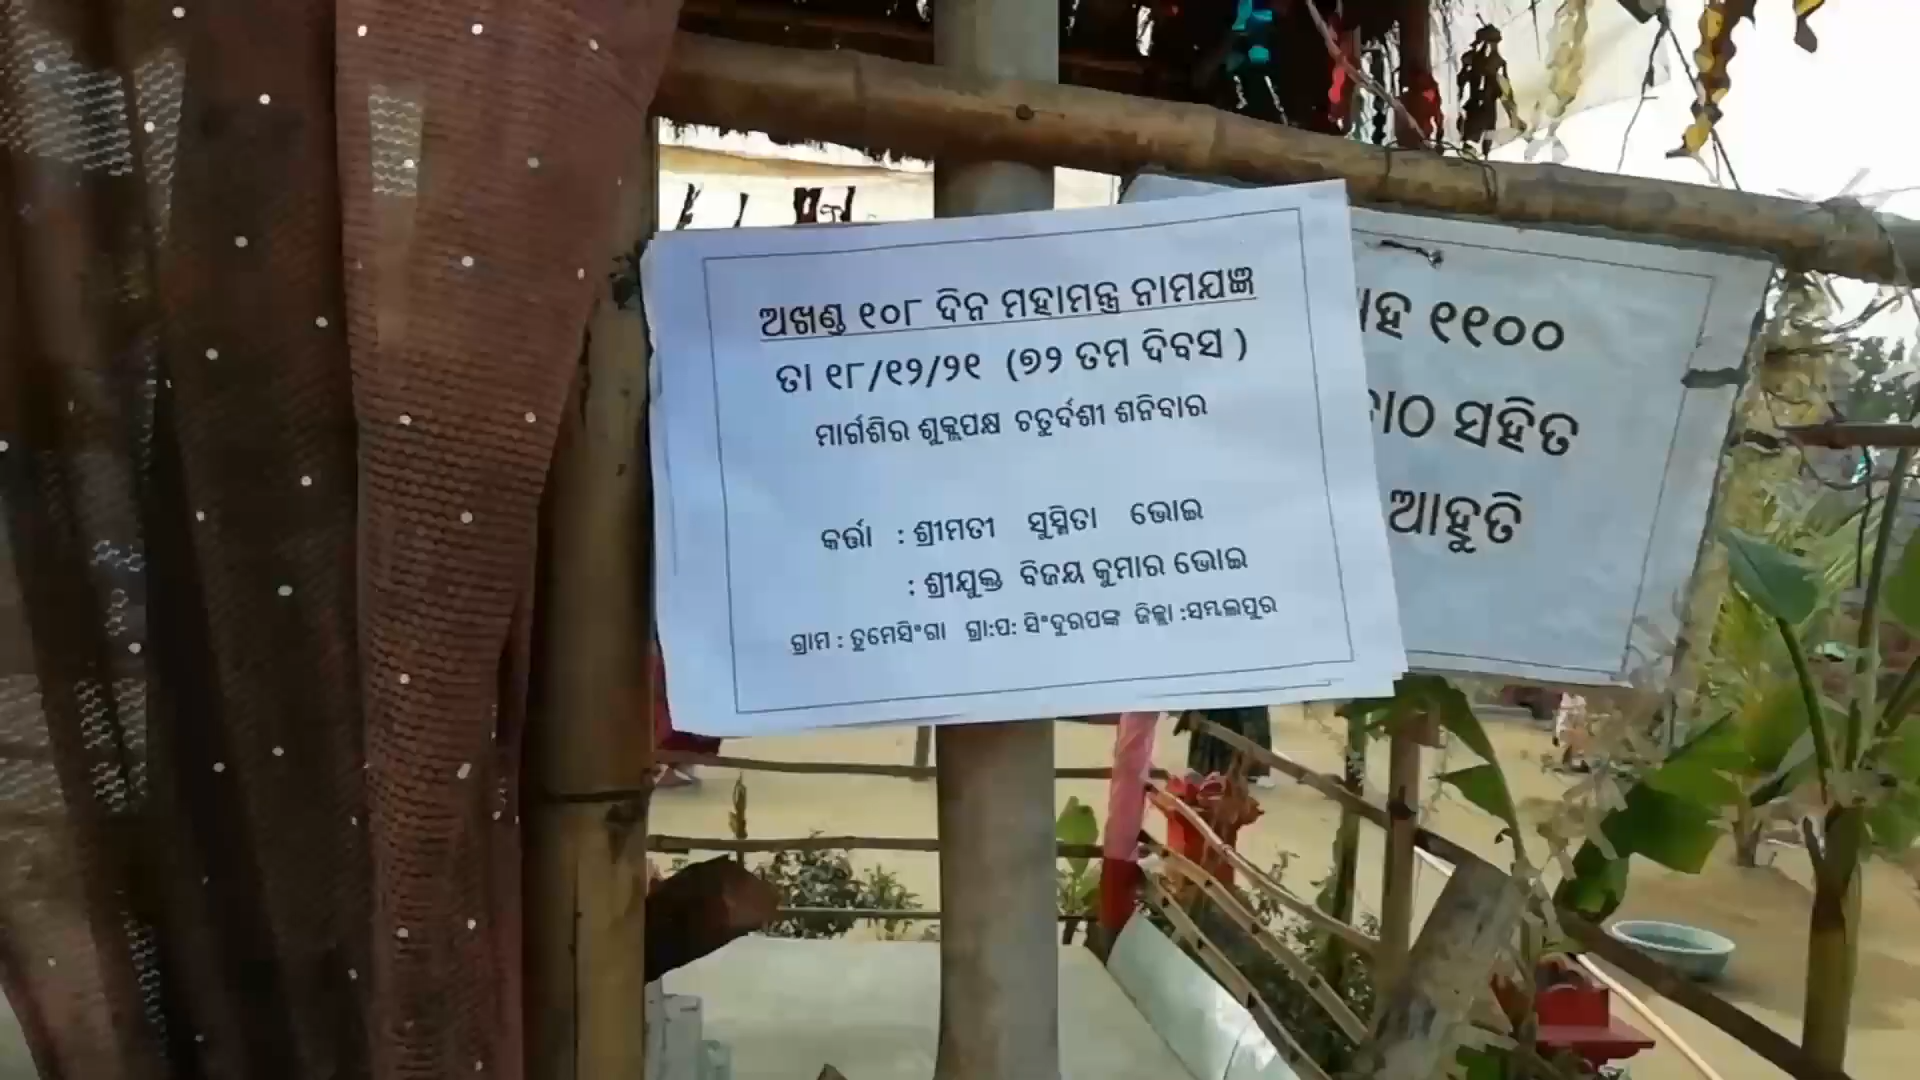 ଅଖଣ୍ଡ ୧୦୮ ଦିନ ମହାମନ୍ତ୍ର ନାମଯଜ୍ଞ
ତା ୧୮/୧୨/୨୧ (୭୨ ତମ ଦିବସ )
ମାର୍ଗଶିର ଶୁକ୍ଳପକ୍ଷ ଚତୁର୍ଦଶୀ ଶନିବାର
କର୍ତ୍ତା : ଶ୍ରୀମତୀ ସୁସ୍ମିତା ଭୋଇ
: ଶ୍ରୀଯୁକ୍ତ ବିଜୟ କୁମାର ଭୋଇ
ଗ୍ରାମ : ତୁମେସିଂଗା ଗ୍ରା:ପ: ସିଂଦୁରପଙ୍କ ଜିଲ୍ଲା :ସମ୍ଭଲପୁର
୧୧୦୦
ସହିତ
ଆହୁତି